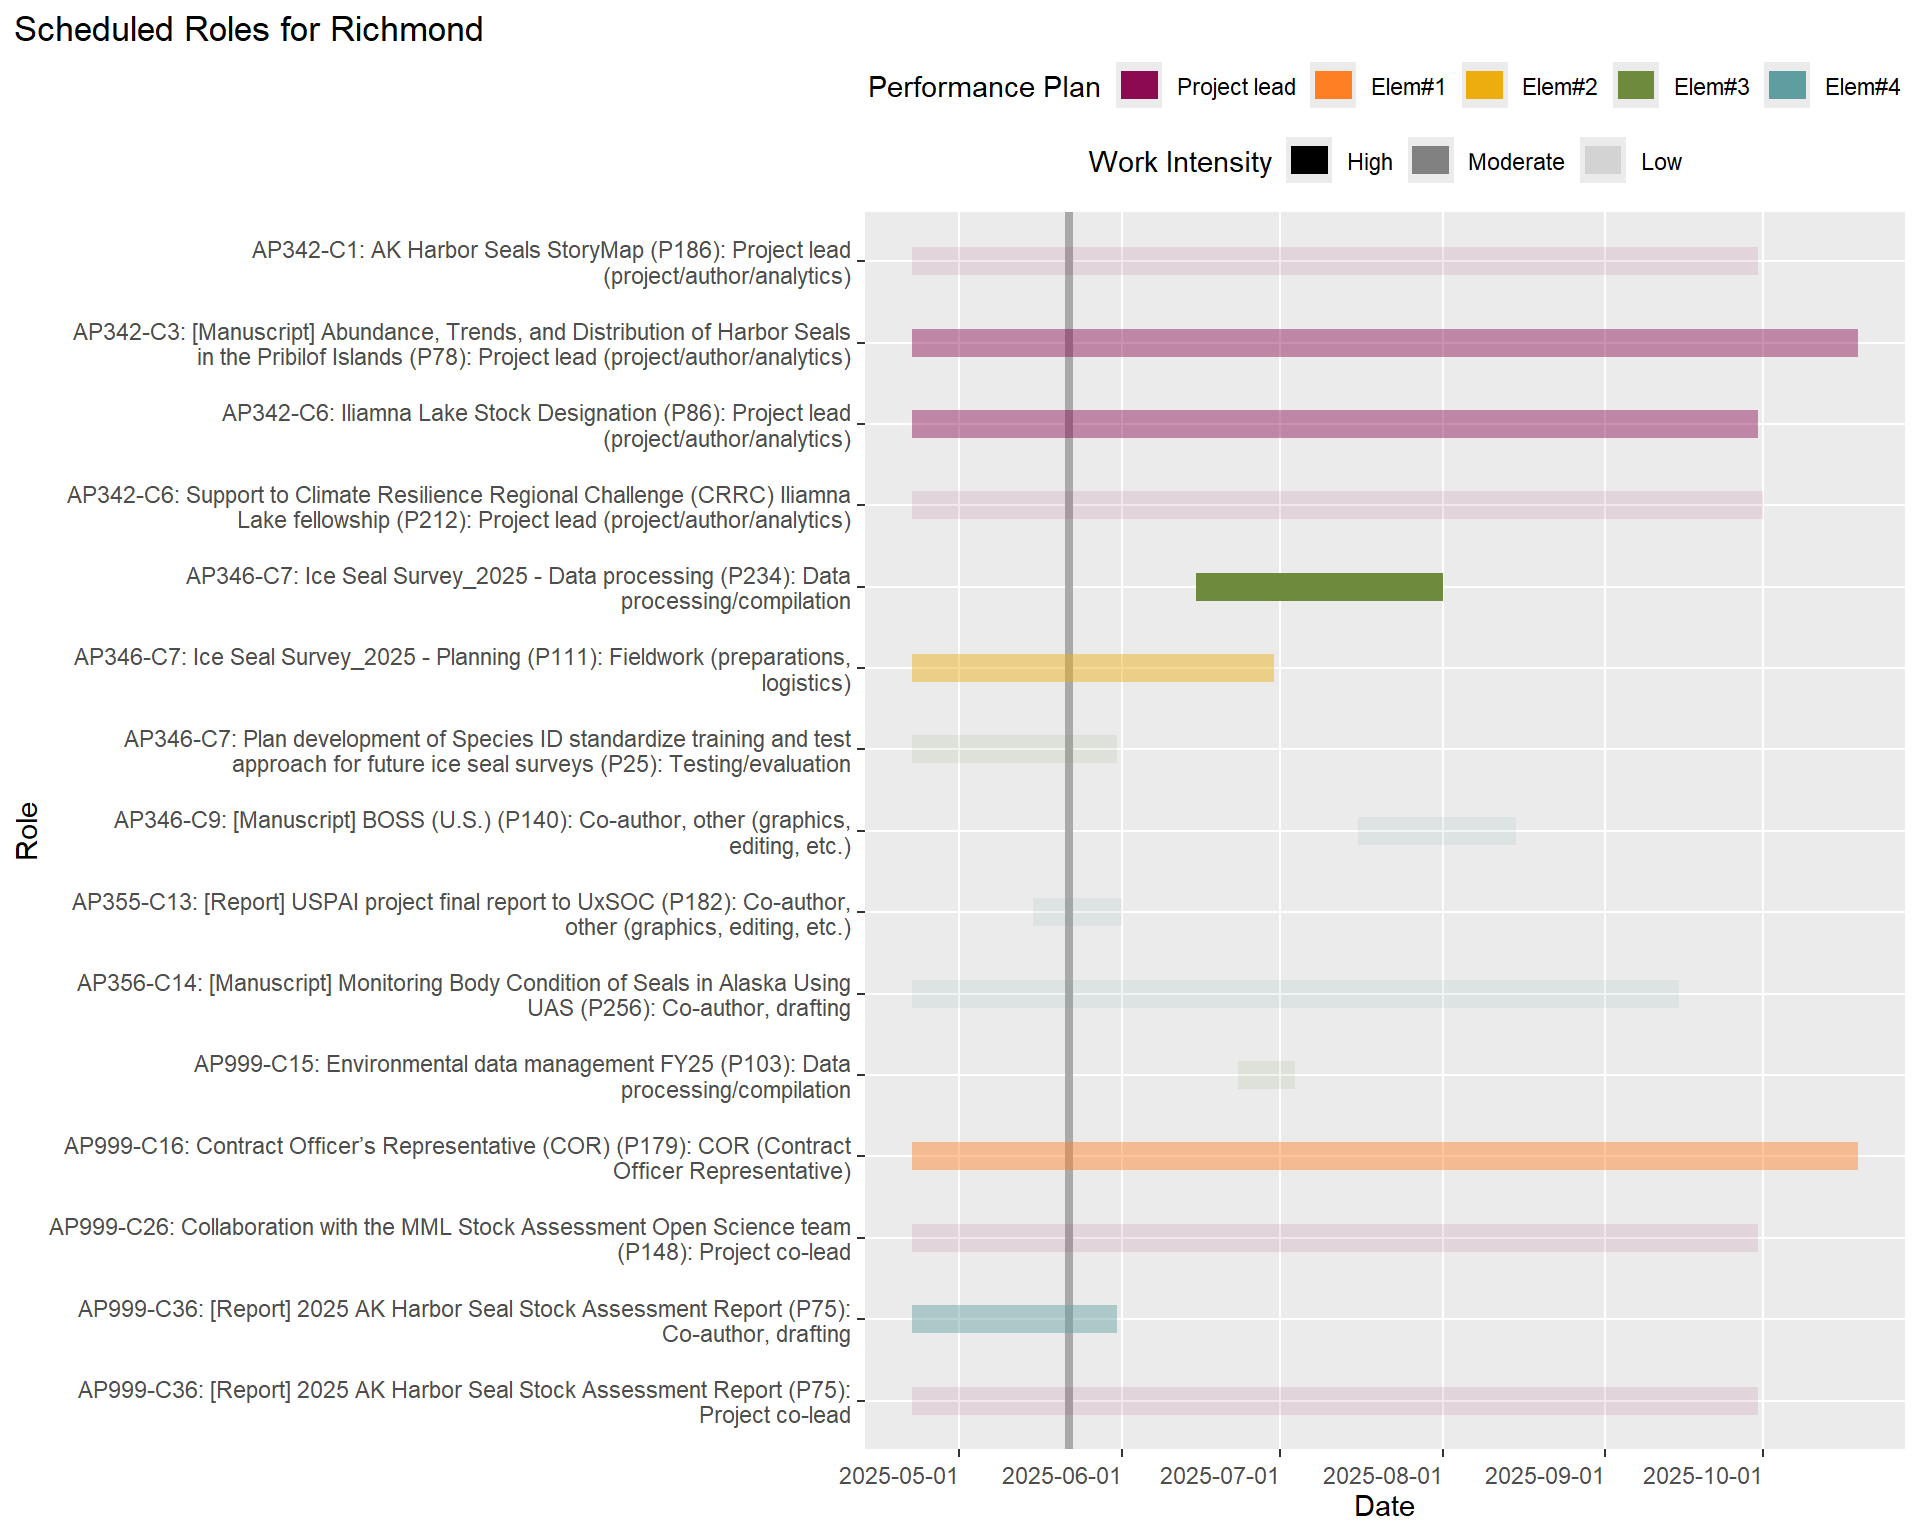 Scheduled Roles for Richmond
Performance Plan Project lead Elem#1 Elem#2 Elem#3 Elem#4
Work Intensity High Moderate Low
AP342-C1: AK Harbor Seals StoryMap (P186): Project lead
(project/author/analytics)
AP342-C3: [Manuscript] Abundance, Trends, and Distribution of Harbor Seals
in the Pribilof Islands (P78): Project lead (project/author/analytics)
AP342-C6: Iliamna Lake Stock Designation (P86): Project lead
(project/author/analytics)
AP342-C6: Support to Climate Resilience Regional Challenge (CRRC) Iliamna
Lake fellowship (P212): Project lead (project/author/analytics)
AP346-C7: Ice Seal Survey_2025 - Data processing (P234): Data
processing/compilation
AP346-C7: Ice Seal Survey_2025 - Planning (P111): Fieldwork (preparations,
logistics)
AP346-C7: Plan development of Species ID standardize training and test
approach for future ice seal surveys (P25): Testing/evaluation
AP346-C9: [Manuscript] BOSS (U.S.) (P140): Co-author, other (graphics,
editing, etc.)
AP355-C13: [Report] USPAI project final report to UxSOC (P182): Co-author,
other (graphics, editing, etc.)
AP356-C14: [Manuscript] Monitoring Body Condition of Seals in Alaska Using
UAS (P256): Co-author, drafting
AP999-C15: Environmental data management FY25 (P103): Data
processing/compilation
AP999-C16: Contract Officer’s Representative (COR) (P179): COR (Contract
Officer Representative)
AP999-C26: Collaboration with the MML Stock Assessment Open Science team
(P148): Project co-lead
AP999-C36: [Report] 2025 AK Harbor Seal Stock Assessment Report (P75):
Co-author, drafting
AP999-C36: [Report] 2025 AK Harbor Seal Stock Assessment Report (P75):
Project co-lead
Role
2025-05-01 2025-06-01 2025-07-01 2025-08-01 2025-09-01 2025-10-01
Date